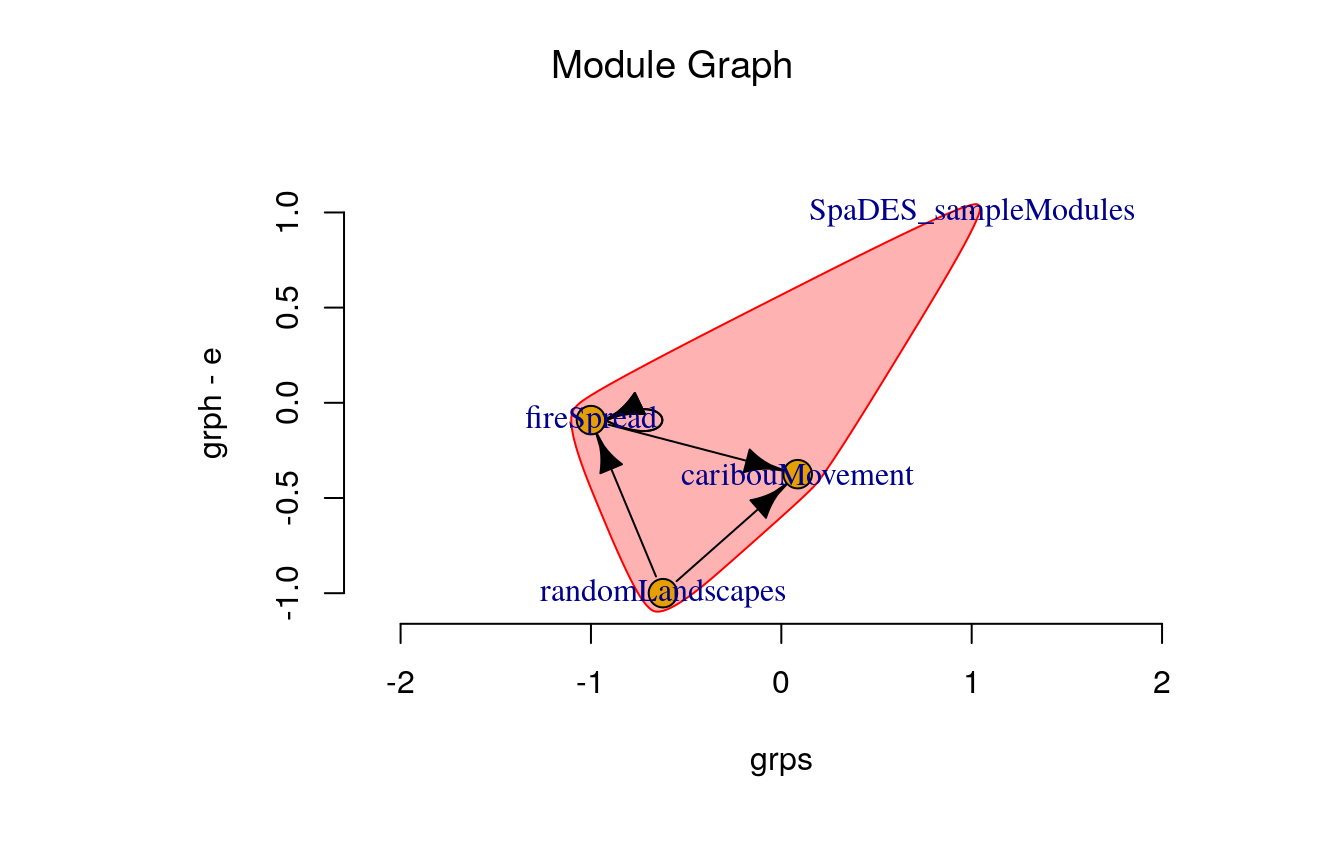 Module Graph
SpaDES_sampleModules
fireSpread
caribouMovement
randomLandscapes
grph - e
1.0
0.5
0.0
-0.5
-1.0
-2 -1 0 1 2
grps